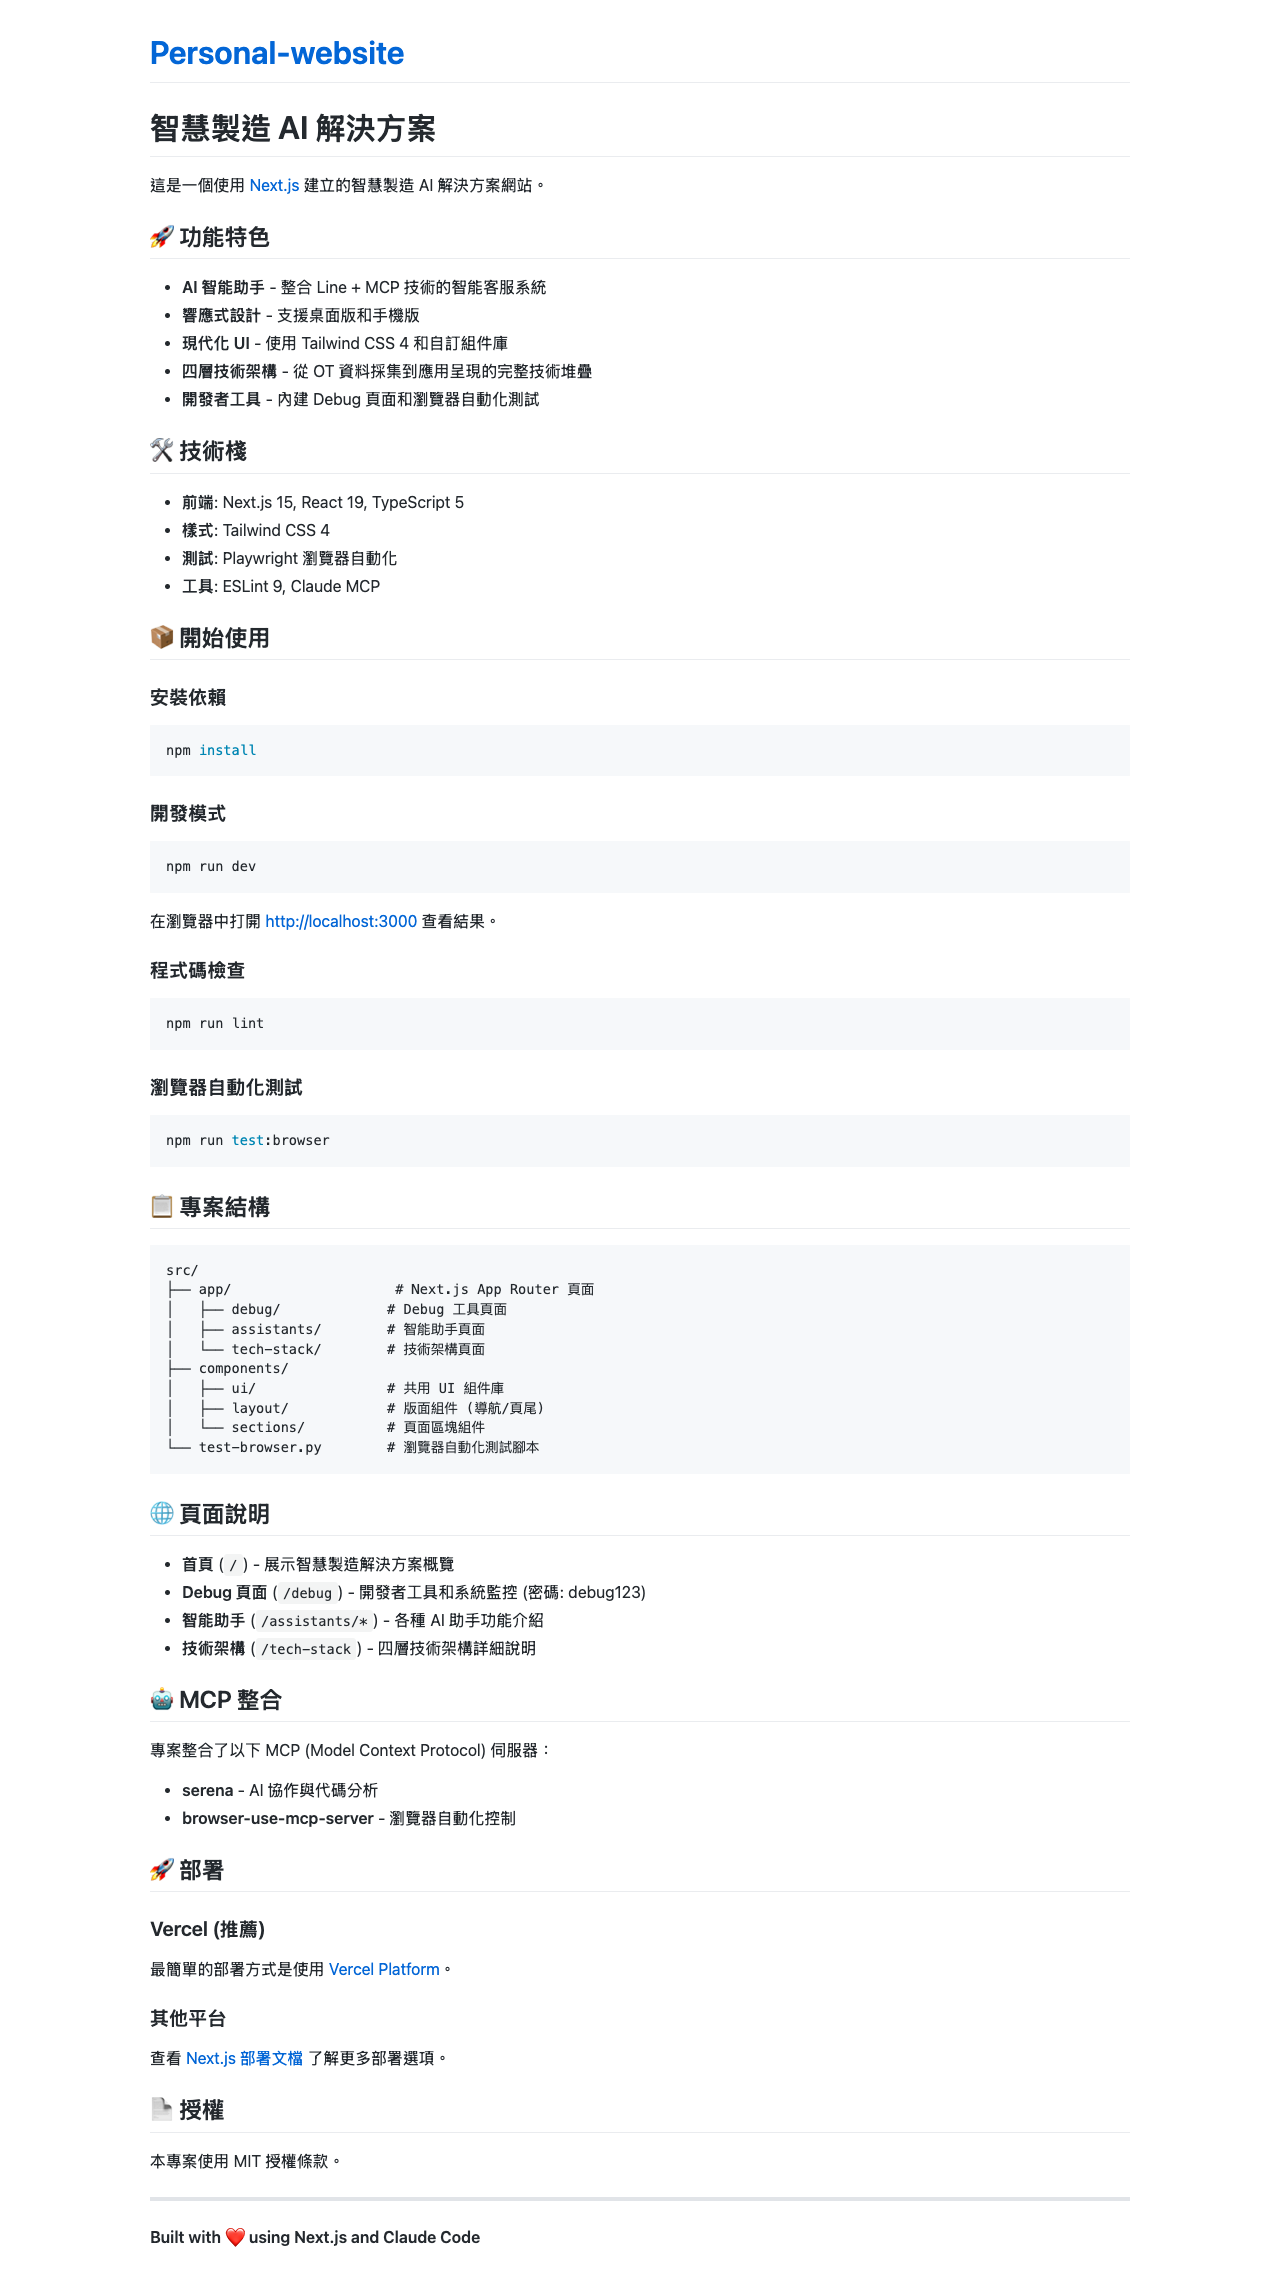 Personal-website
智慧製造 AI 解決方案
這是一個使用 Next.js 建立的智慧製造 AI 解決方案網站。
🚀 功能特色
• AI 智能助手 - 整合 Line + MCP 技術的智能客服系統
• 響應式設計 - 支援桌面版和手機版
• 現代化 UI - 使用 Tailwind CSS 4 和自訂組件庫
• 四層技術架構 - 從 OT 資料採集到應用呈現的完整技術堆疊
• 開發者工具 - 內建 Debug 頁面和瀏覽器自動化測試
🛠️ 技術棧
• 前端: Next.js 15, React 19, TypeScript 5
• 樣式: Tailwind CSS 4
• 測試: Playwright 瀏覽器自動化
• 工具: ESLint 9, Claude MCP
📦 開始使用
安裝依賴
npm install
開發模式
npm run dev
在瀏覽器中打開 http://localhost:3000 查看結果。
程式碼檢查
npm run lint
瀏覽器自動化測試
npm run test:browser
📋 專案結構
src/
├── app/                    # Next.js App Router 頁面
│   ├── debug/             # Debug 工具頁面
│   ├── assistants/        # 智能助手頁面
│   └── tech-stack/        # 技術架構頁面
├── components/
│   ├── ui/                # 共用 UI 組件庫
│   ├── layout/            # 版面組件 (導航/頁尾)
│   └── sections/          # 頁面區塊組件
└── test-browser.py        # 瀏覽器自動化測試腳本
🌐 頁面說明
• 首頁 ( / ) - 展示智慧製造解決方案概覽
• Debug 頁面 ( /debug ) - 開發者工具和系統監控 (密碼: debug123)
• 智能助手 ( /assistants/* ) - 各種 AI 助手功能介紹
• 技術架構 ( /tech-stack ) - 四層技術架構詳細說明
🤖 MCP 整合
專案整合了以下 MCP (Model Context Protocol) 伺服器：
• serena - AI 協作與代碼分析
• browser-use-mcp-server - 瀏覽器自動化控制
🚀 部署
Vercel (推薦)
最簡單的部署方式是使用 Vercel Platform。
其他平台
查看 Next.js 部署文檔 了解更多部署選項。
📄 授權
本專案使用 MIT 授權條款。
Built with ❤️ using Next.js and Claude Code